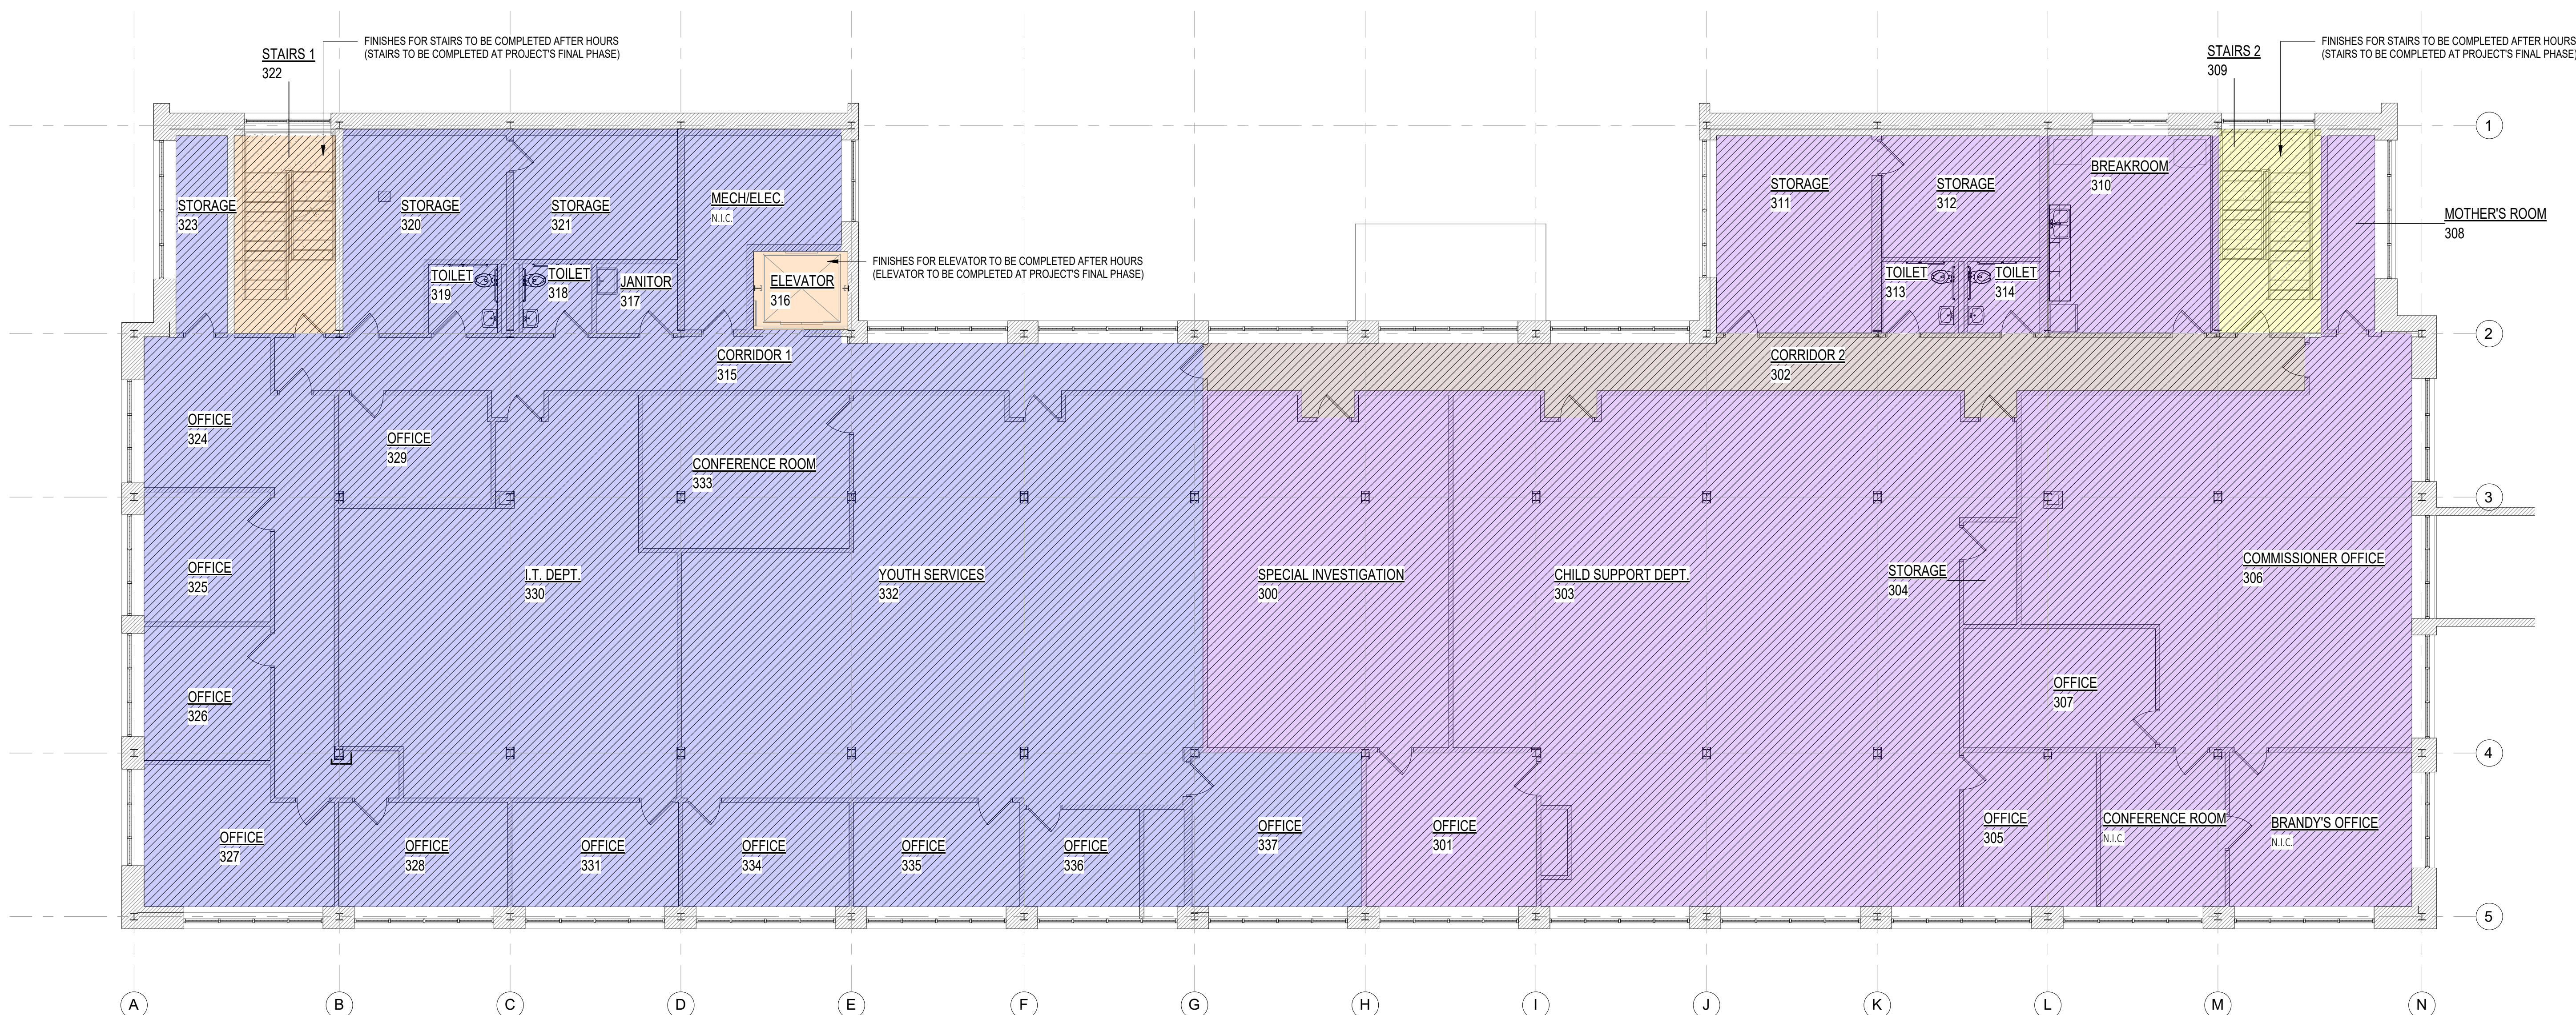 FINISHES FOR STAIRS TO BE COMPLETED AFTER HOURS
(STAIRS TO BE COMPLETED AT PROJECT'S FINAL PHASE)
STAIRS 1
322
FINISHES FOR STAIRS TO BE COMPLETED AFTER HOURS
(STAIRS TO BE COMPLETED AT PROJECT'S FINAL PHASE)
STAIRS 2
309
1
STORAGE
323
STORAGE
320
STORAGE
321
MECH/ELEC.
N.I.C.
STORAGE
311
STORAGE
312
BREAKROOM
310
MOTHER'S ROOM
308
FINISHES FOR ELEVATOR TO BE COMPLETED AFTER HOURS
(ELEVATOR TO BE COMPLETED AT PROJECT'S FINAL PHASE)
TOILET
319
TOILET
318
JANITOR
317
ELEVATOR
316
TOILET
313
TOILET
314
2
CORRIDOR 1
315
CORRIDOR 2
302
OFFICE
324
OFFICE
329
CONFERENCE ROOM
333
3
OFFICE
325
I.T. DEPT.
330
YOUTH SERVICES
332
SPECIAL INVESTIGATION
300
CHILD SUPPORT DEPT.
303
STORAGE
304
COMMISSIONER OFFICE
306
OFFICE
326
OFFICE
307
4
OFFICE
327
OFFICE
328
OFFICE
331
OFFICE
334
OFFICE
335
OFFICE
336
OFFICE
337
OFFICE
301
OFFICE
305
CONFERENCE ROOM
N.I.C.
BRANDY'S OFFICE
N.I.C.
5
A B C D E F G H I J K L M N